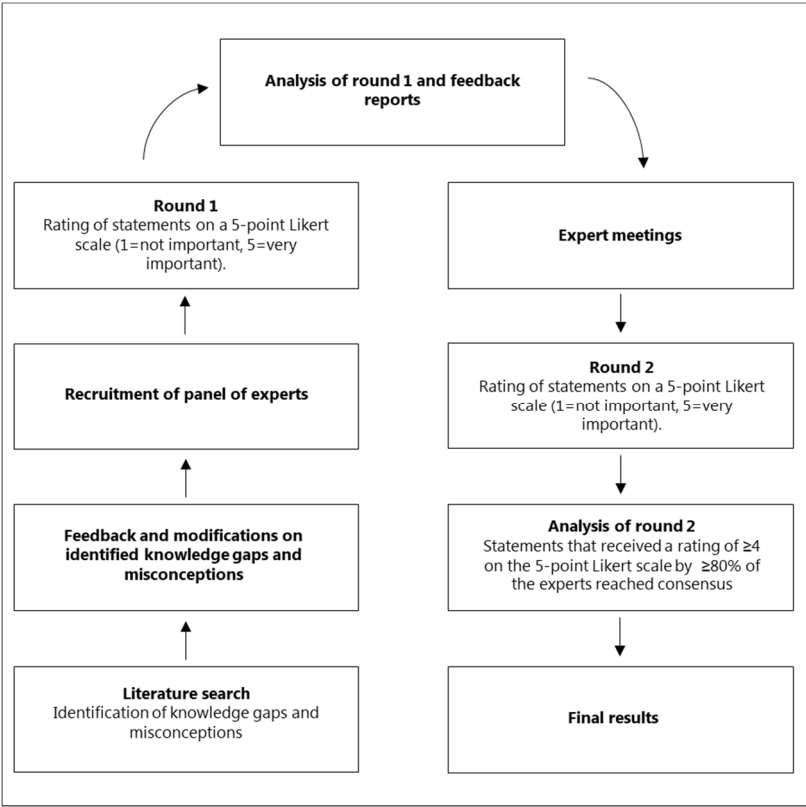 Analysis of round 1 and feedback
reports
Round 1
Rating of statements on a 5-point Likert
scale (1=not important, 5=very
important).
Expert meetings
Recruitment of panel of experts
Round 2
Rating of statements on a 5-point Likert
scale (1=not important, 5=very
important).
Feedback and modifications on
identified knowledge gaps and
misconceptions
Analysis of round 2
Statements that received a rating of ≥4
on the 5-point Likert scale by ≥80% of
the experts reached consensus
Literature search
Identification of knowledge gaps and
misconceptions
Final results